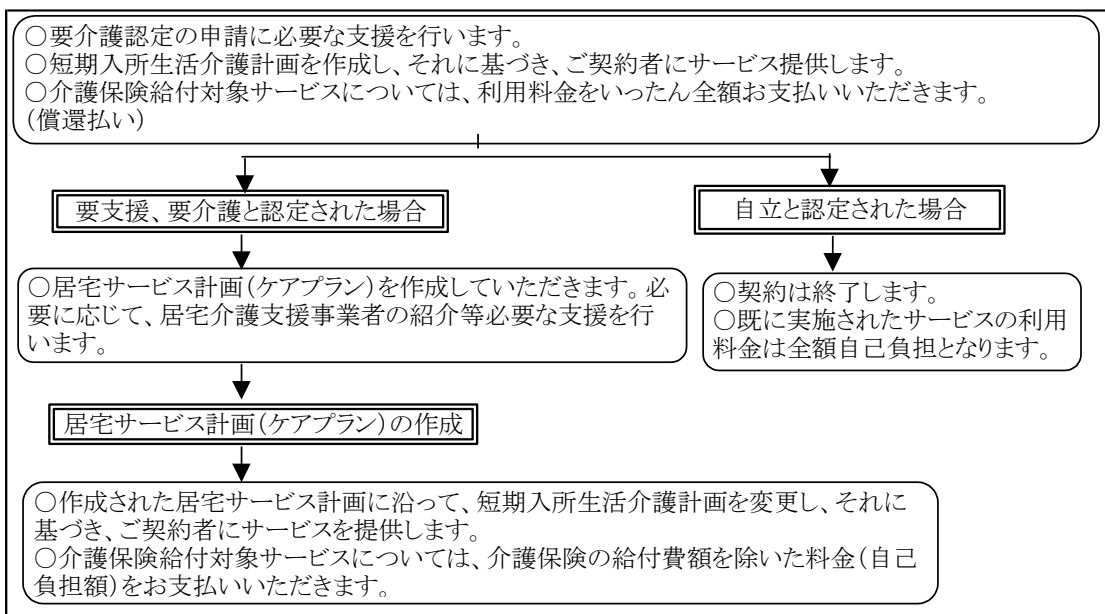 ○要介護認定の申請に必要な支援を行います。
○短期入所生活介護計画を作成し、それに基づき、ご契約者にサービス提供します。
○介護保険給付対象サービスについては、利用料金をいったん全額お支払いいただきます。
(償還払い)
要支援、要介護と認定された場合
自立と認定された場合
○居宅サービス計画(ケアプラン)を作成していただきます。必
要に応じて、居宅介護支援事業者の紹介等必要な支援を行
います。
○契約は終了します。
○既に実施されたサービスの利用
料金は全額自己負担となります。
居宅サービス計画(ケアプラン)の作成
○作成された居宅サービス計画に沿って、短期入所生活介護計画を変更し、それに
基づき、ご契約者にサービスを提供します。
○介護保険給付対象サービスについては、介護保険の給付費額を除いた料金(自己
負担額)をお支払いいただきます。